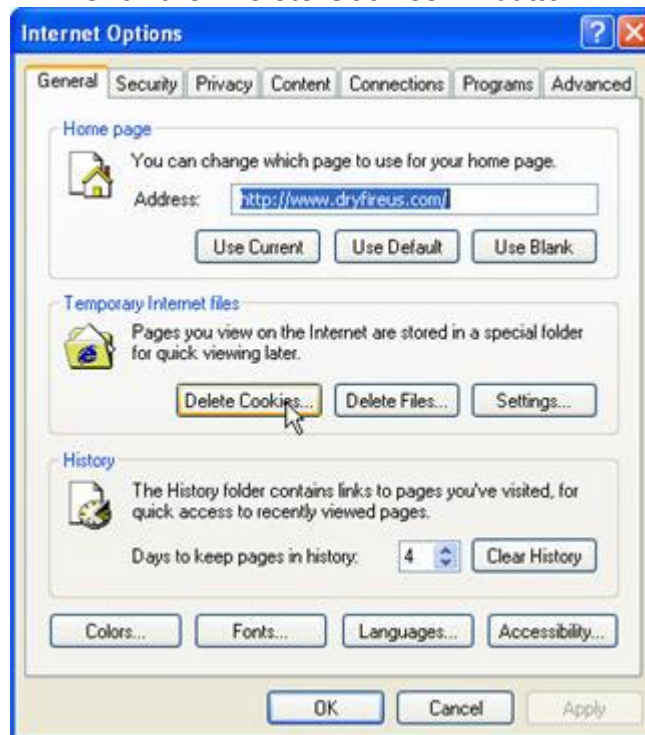 Internet Options
General Security Privacy Content Connections Programs Advanced
Home page
You can change which page to use for your home page.
Address: http://www.dryfireus.com/
Use Current Use Default Use Blank
Temporary Internet files
Pages you view on the Internet are stored in a special folder
for quick viewing later.
Delete Cookies... Delete Files... Settings...
History
The History folder contains links to pages you've visited, for
quick access to recently viewed pages.
Days to keep pages in history: 4 Clear History
Colors... Fonts... Languages... Accessibility...
OK Cancel Apply